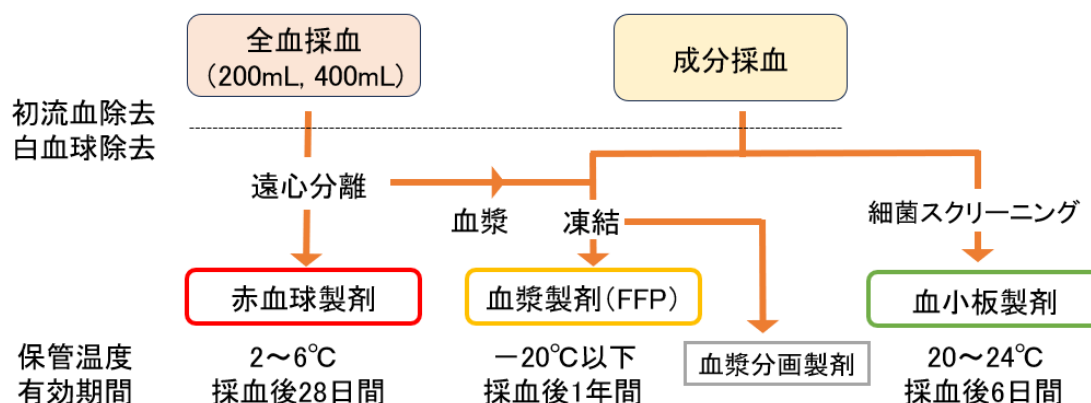 全血採血
（200mL, 400mL）
成分採血
初流血除去
白血球除去
遠心分離
血漿
凍結
細菌スクリーニング
赤血球製剤
血漿製剤（FFP）
血小板製剤
血漿分画製剤
保管温度
有効期間
2～6℃
採血後28日間
－20℃以下
採血後1年間
20～24℃
採血後6日間